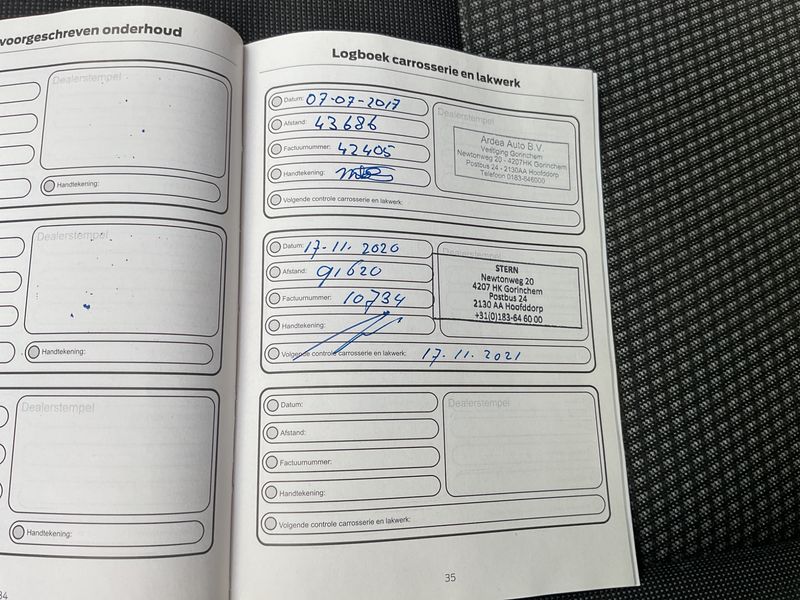 voorgeschreven onderhoud
Dealerstempel
Handtekening:
Dealerstempel
Handtekening:
Dealerstempel
Handtekening:
34
Logboek carrosserie en lakwerk
Datum: 07-07-2017
Afstand: 43686
Factuurnummer: 42405
Handtekening:
Volgende controle carrosserie en lakwerk:
Dealerstempel
Ardea Auto B.V.
Vestiging Gorinchem
Newtonweg 20 - 4207HK Gorinchem
Postbus 24 - 2130AA Hoofddorp
Telefoon 0183-646000
Datum: 17-11. 2020
Afstand: 91620
Factuurnummer: 10734
Handtekening:
Volgende controle carrosserie en lakwerk: 17.11.2021
Dealerstempel
STERN
Newtonweg 20
4207 HK Gorinchem
Postbus 24
2130 AA Hoofddorp
+31(0)183-64 60 00
Datum:
Afstand:
Factuurnummer:
Handtekening:
Volgende controle carrosserie en lakwerk:
Dealerstempel
35